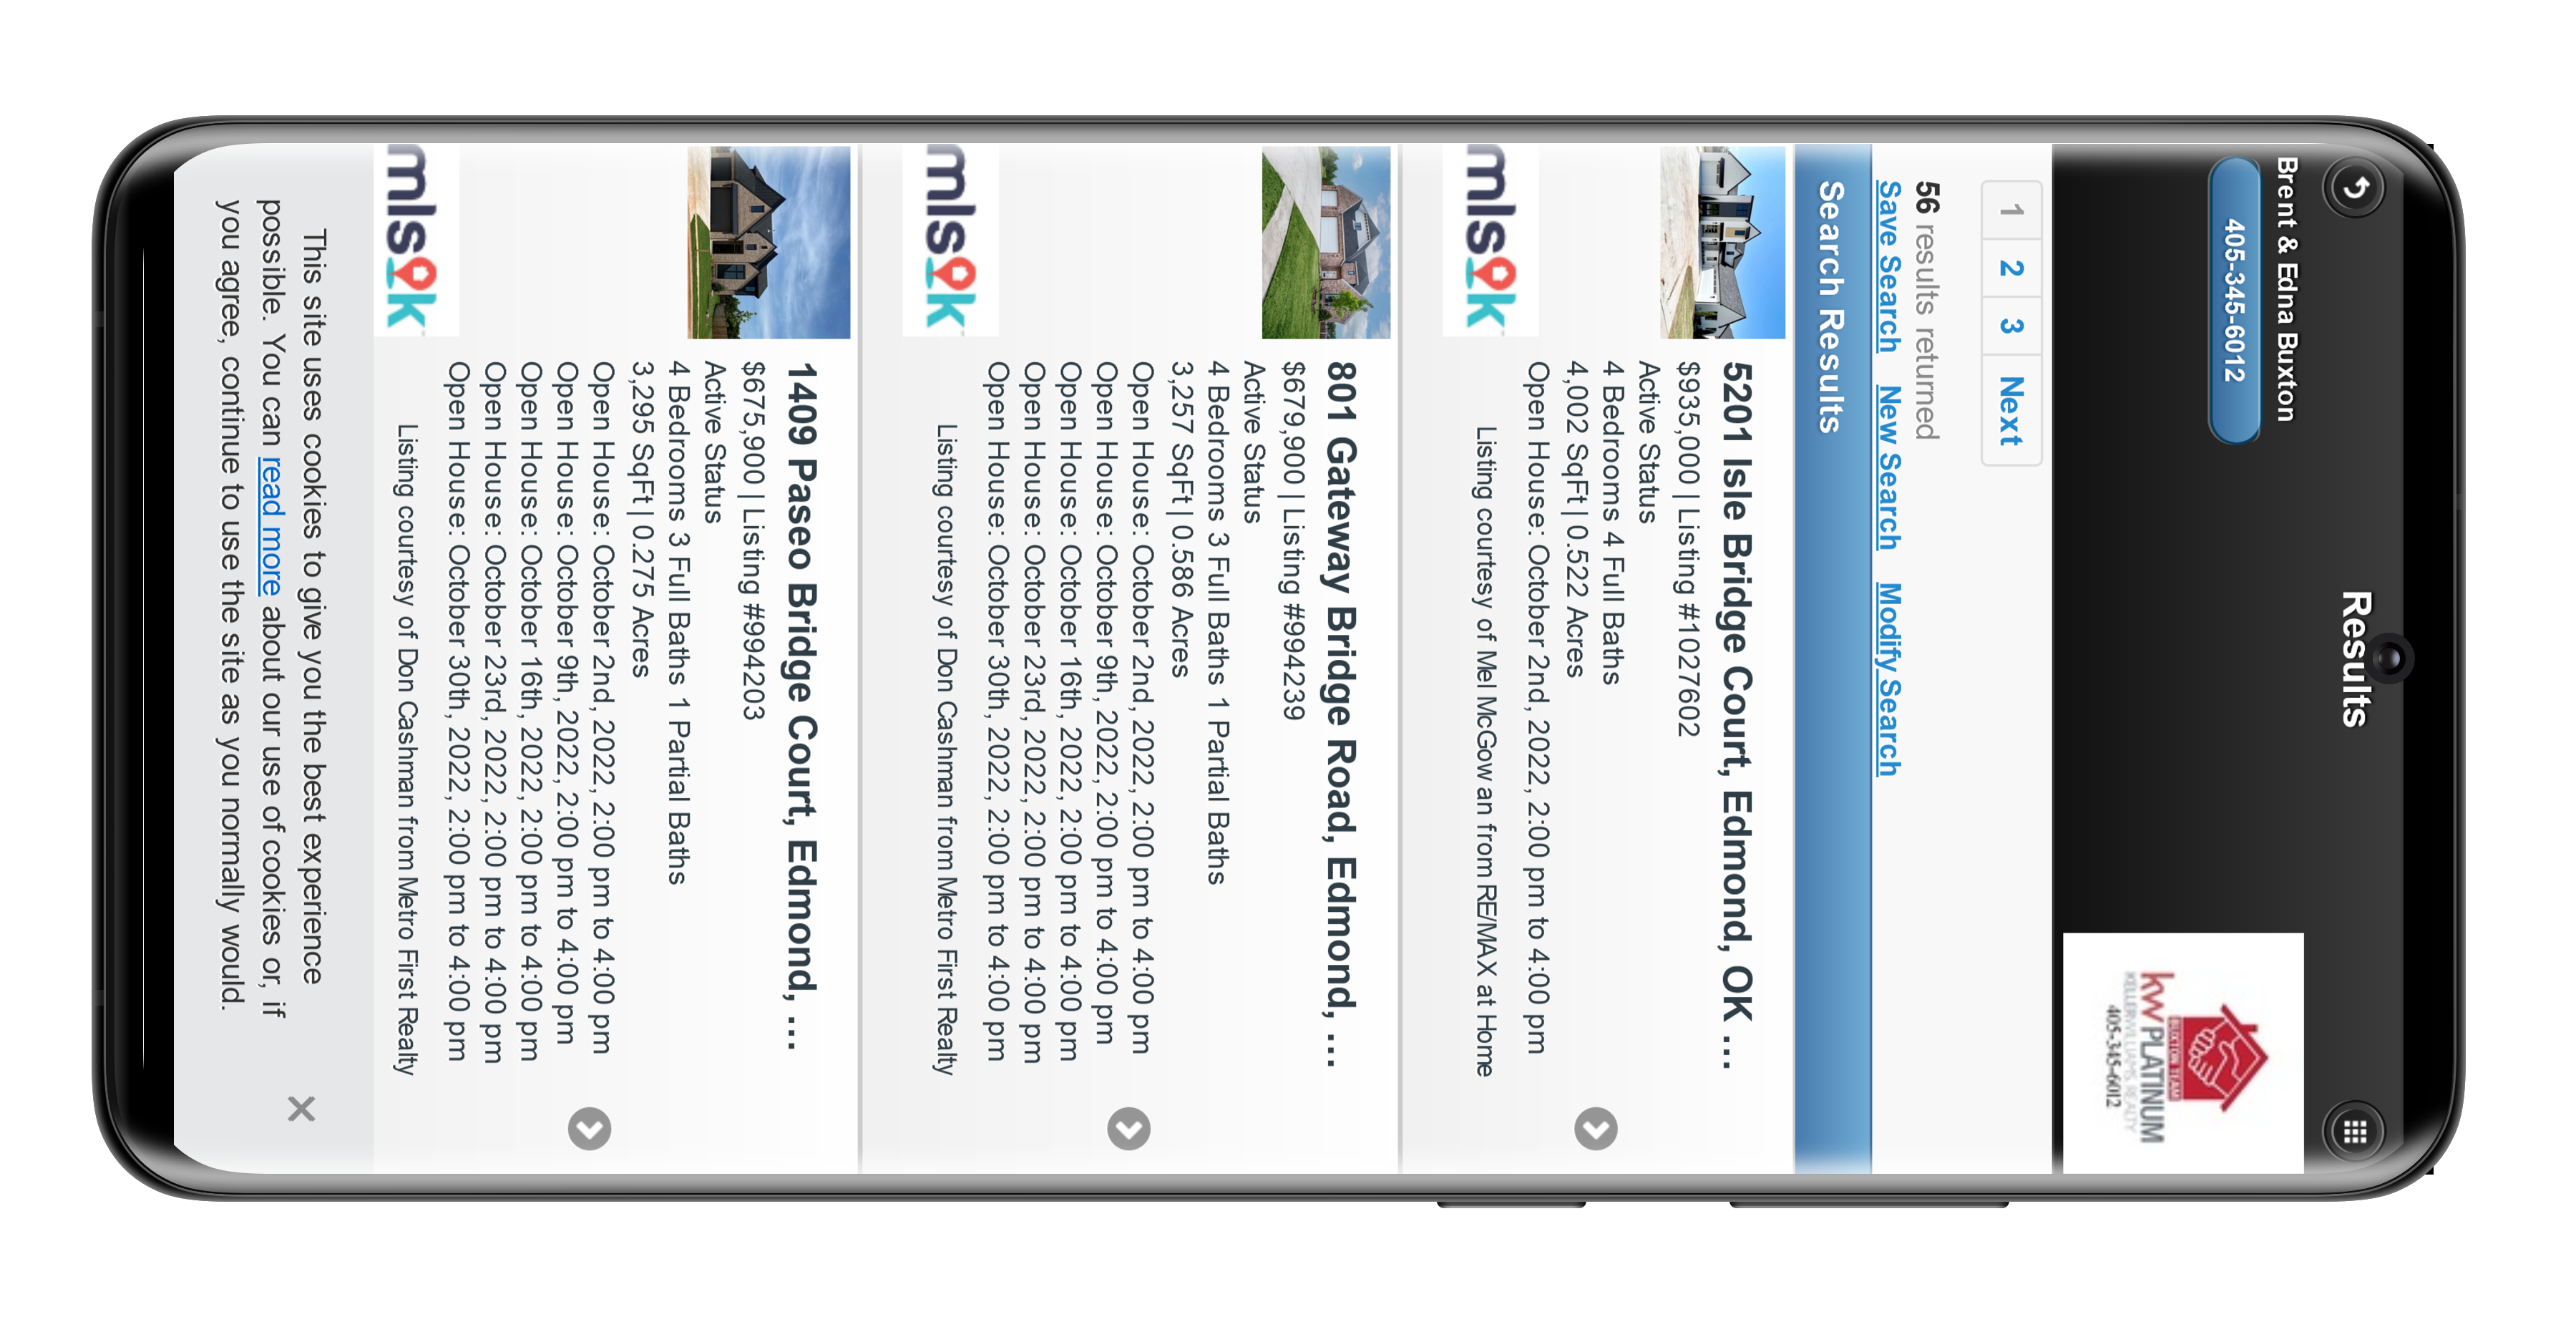 Results
Brent & Edna Buxton
405-345-6012
BUXTON TEAM
kw PLATINUM
KELLERWILLIAMS REALTY
405-345-6012
1 2 3 Next
56 results returned
Save Search New Search Modify Search
Search Results
5201 Isle Bridge Court, Edmond, OK ...
$935,000 | Listing #1027602
Active Status
4 Bedrooms 4 Full Baths
4,002 SqFt | 0.522 Acres
Open House: October 2nd, 2022, 2:00 pm to 4:00 pm
mlsok
Listing courtesy of Mel McGowan from RE/MAX at Home
801 Gateway Bridge Road, Edmond, ...
$679,900 | Listing #994239
Active Status
4 Bedrooms 3 Full Baths 1 Partial Baths
3,257 SqFt | 0.586 Acres
Open House: October 2nd, 2022, 2:00 pm to 4:00 pm
Open House: October 9th, 2022, 2:00 pm to 4:00 pm
Open House: October 16th, 2022, 2:00 pm to 4:00 pm
Open House: October 23rd, 2022, 2:00 pm to 4:00 pm
Open House: October 30th, 2022, 2:00 pm to 4:00 pm
mlsok
Listing courtesy of Don Cashman from Metro First Realty
1409 Paseo Bridge Court, Edmond, ...
$675,900 | Listing #994203
Active Status
4 Bedrooms 3 Full Baths 1 Partial Baths
3,295 SqFt | 0.275 Acres
Open House: October 2nd, 2022, 2:00 pm to 4:00 pm
Open House: October 9th, 2022, 2:00 pm to 4:00 pm
Open House: October 16th, 2022, 2:00 pm to 4:00 pm
Open House: October 23rd, 2022, 2:00 pm to 4:00 pm
Open House: October 30th, 2022, 2:00 pm to 4:00 pm
mlsok
Listing courtesy of Don Cashman from Metro First Realty
This site uses cookies to give you the best experience
possible. You can read more about our use of cookies or, if
you agree, continue to use the site as you normally would.